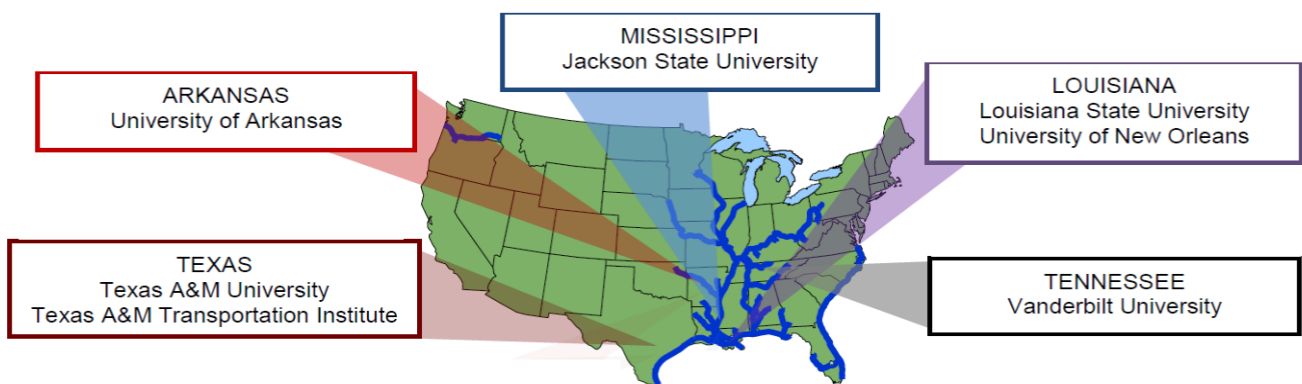 MISSISSIPPI
Jackson State University
ARKANSAS
University of Arkansas
LOUISIANA
Louisiana State University
University of New Orleans
TEXAS
Texas A&M University
Texas A&M Transportation Institute
TENNESSEE
Vanderbilt University